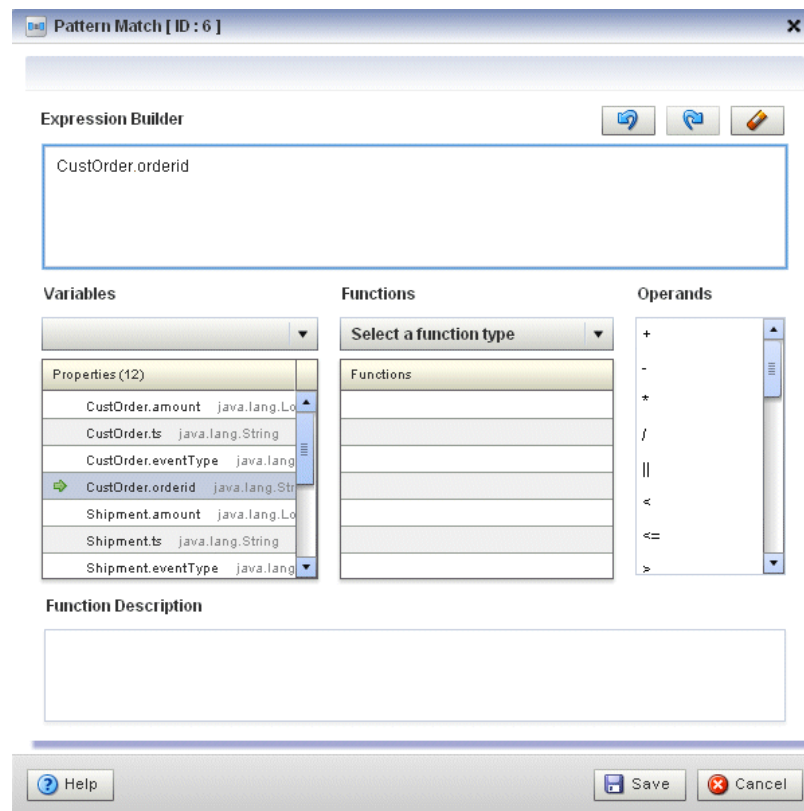 Pattern Match [ ID : 6 ]
Expression Builder
CustOrder.orderid
Variables
Functions
Operands
Select a function type
Properties (12)
Functions
CustOrder.amount java.lang.Lo
CustOrder.ts java.lang.String
CustOrder.eventType java.lang
CustOrder.orderid java.lang.Str
Shipment.amount java.lang.Lo
Shipment.ts java.lang.String
Shipment.eventType java.lang
+
-
*
/
||
<
<=
>
Function Description
Help
Save
Cancel